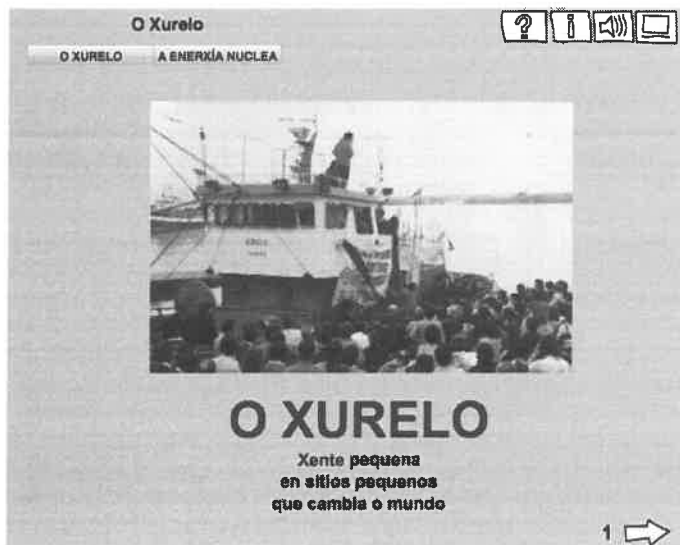 O Xurelo
O XURELO
A ENERXÍA NUCLEA
O XURELO
Xente pequena
en sitios pequenos
que cambia o mundo
1